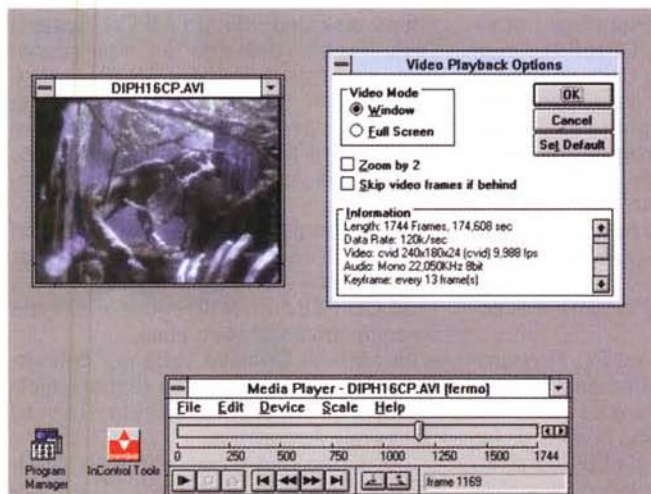 DIPH16CP.AVI
Video Playback Options
Video Mode
Window
Full Screen
OK
Cancel
Set Default
Zoom by 2
Skip video frames if behind
Information
Length: 1744 Frames, 174,608 sec
Data Rate: 120k/sec
Video: cvid 240x180x24 (cvid) 9,988 fps
Audio: Mono 22,050KHz 8bit
Keyframe: every 13 frame(s)
Media Player - DIPH16CP.AVI (fermo)
File Edit Device Scale Help
0 250 500 750 1000 1250 1500 1744
frame 1169
Program
Manager
InControl Tools